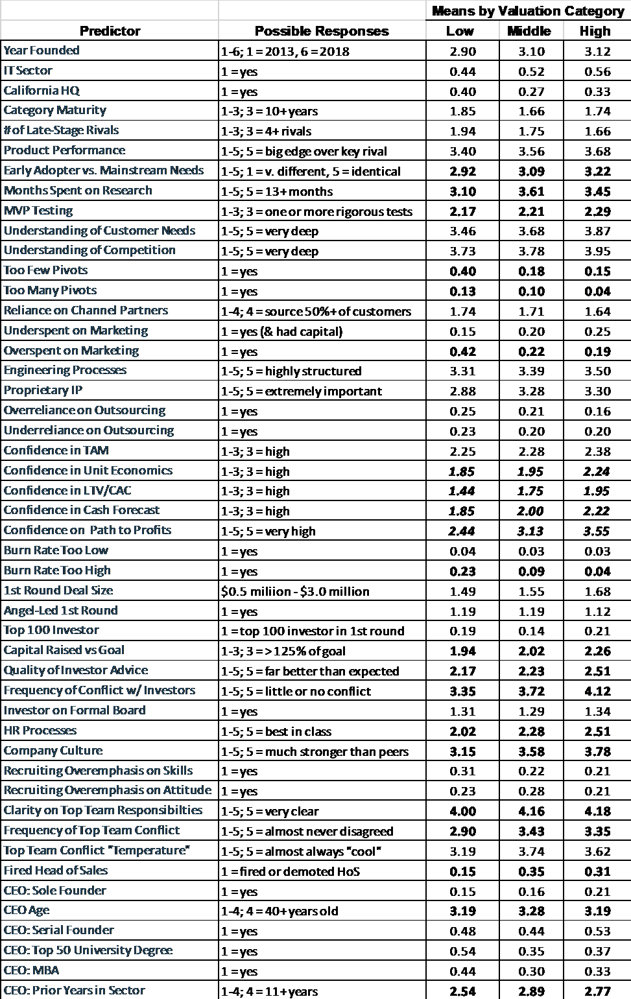 Means by Valuation Category
Predictor Possible Responses Low Middle High
Year Founded 1-6; 1 = 2013, 6 = 2018 2.90 3.10 3.12
IT Sector 1 = yes 0.44 0.52 0.56
California HQ 1 = yes 0.40 0.27 0.33
Category Maturity 1-3; 3 = 10+ years 1.85 1.66 1.74
# of Late-Stage Rivals 1-3; 3 = 4+ rivals 1.94 1.75 1.66
Product Performance 1-5; 5 = big edge over key rival 3.40 3.56 3.68
Early Adopter vs. Mainstream Needs 1-5; 1 = v. different, 5 = identical 2.92 3.09 3.22
Months Spent on Research 1-5; 5 = 13+ months 3.10 3.61 3.45
MVP Testing 1-3; 3 = one or more rigorous tests 2.17 2.21 2.29
Understanding of Customer Needs 1-5; 5 = very deep 3.46 3.68 3.87
Understanding of Competition 1-5; 5 = very deep 3.73 3.78 3.95
Too Few Pivots 1 = yes 0.40 0.18 0.15
Too Many Pivots 1 = yes 0.13 0.10 0.04
Reliance on Channel Partners 1-4; 4 = source 50%+ of customers 1.74 1.71 1.64
Underspent on Marketing 1 = yes (& had capital) 0.15 0.20 0.25
Overspent on Marketing 1 = yes 0.42 0.22 0.19
Engineering Processes 1-5; 5 = highly structured 3.31 3.39 3.50
Proprietary IP 1-5; 5 = extremely important 2.88 3.28 3.30
Overreliance on Outsourcing 1 = yes 0.25 0.21 0.16
Underreliance on Outsourcing 1 = yes 0.23 0.20 0.20
Confidence in TAM 1-3; 3 = high 2.25 2.28 2.38
Confidence in Unit Economics 1-3; 3 = high 1.85 1.95 2.24
Confidence in LTV/CAC 1-3; 3 = high 1.44 1.75 1.95
Confidence in Cash Forecast 1-3; 3 = high 1.85 2.00 2.22
Confidence on Path to Profits 1-5; 5 = very high 2.44 3.13 3.55
Burn Rate Too Low 1 = yes 0.04 0.03 0.03
Burn Rate Too High 1 = yes 0.23 0.09 0.04
1st Round Deal Size $0.5 miliion - $3.0 million 1.49 1.55 1.68
Angel-Led 1st Round 1 = yes 1.19 1.19 1.12
Top 100 Investor 1 = top 100 investor in 1st round 0.19 0.14 0.21
Capital Raised vs Goal 1-3; 3 = > 125% of goal 1.94 2.02 2.26
Quality of Investor Advice 1-5; 5 = far better than expected 2.17 2.23 2.51
Frequency of Conflict w/ Investors 1-5; 5 = little or no conflict 3.35 3.72 4.12
Investor on Formal Board 1 = yes 1.31 1.29 1.34
HR Processes 1-5; 5 = best in class 2.02 2.28 2.51
Company Culture 1-5; 5 = much stronger than peers 3.15 3.58 3.78
Recruiting Overemphasis on Skills 1 = yes 0.31 0.22 0.21
Recruiting Overemphasis on Attitude 1 = yes 0.23 0.28 0.21
Clarity on Top Team Responsibilties 1-5; 5 = very clear 4.00 4.16 4.18
Frequency of Top Team Conflict 1-5; 5 = almost never disagreed 2.90 3.43 3.35
Top Team Conflict "Temperature" 1-5; 5 = almost always "cool" 3.19 3.74 3.62
Fired Head of Sales 1 = fired or demoted HoS 0.15 0.35 0.31
CEO: Sole Founder 1 = yes 0.15 0.16 0.21
CEO Age 1-4; 4 = 40+ years old 3.19 3.28 3.19
CEO: Serial Founder 1 = yes 0.48 0.44 0.53
CEO: Top 50 University Degree 1 = yes 0.54 0.35 0.37
CEO: MBA 1 = yes 0.44 0.30 0.33
CEO: Prior Years in Sector 1-4; 4 = 11+ years 2.54 2.89 2.77